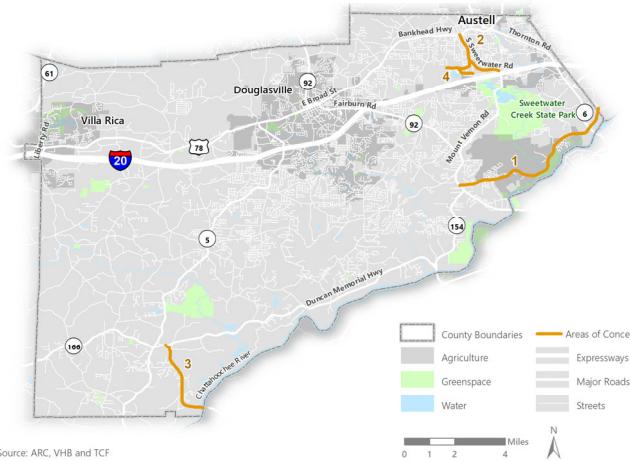 Austell
Bankhead Hwy
2
Thornton Rd
S Sweetwater Rd
61
4
92
Douglasville
E Broad St
Fairburn Rd
Sweetwater
Creek State Park
6
Villa Rica
92
Liberty Rd
78
Mount Vernon Rd
20
1
5
154
Duncan Memorial Hwy
166
3
Chattahoochee River
County Boundaries
Areas of Conce
Agriculture
Expressways
Greenspace
Major Roads
Water
Streets
N
Miles
0 1 2 4
Source: ARC, VHB and TCF